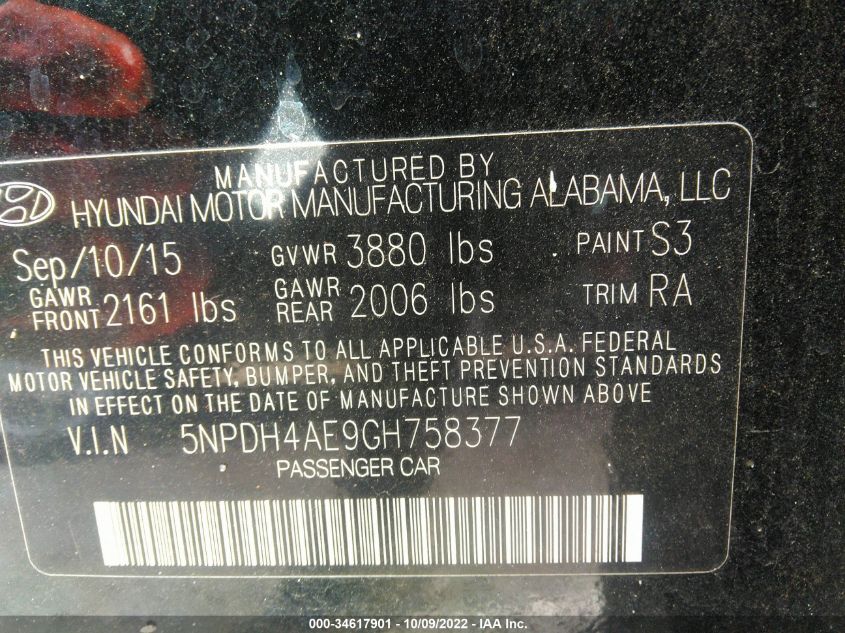 MANUFACTURED BY
HYUNDAI MOTOR MANUFACTURING ALABAMA, LLC
Sep/10/15 GVWR 3880 lbs PAINT S3
GAWR FRONT 2161 lbs GAWR REAR 2006 lbs TRIM RA
THIS VEHICLE CONFORMS TO ALL APPLICABLE U.S.A. FEDERAL
MOTOR VEHICLE SAFETY, BUMPER, AND THEFT PREVENTION STANDARDS
IN EFFECT ON THE DATE OF MANUFACTURE SHOWN ABOVE
V.I.N 5NPDH4AE9GH758377
PASSENGER CAR
000-34617901 - 10/09/2022 - IAA Inc.